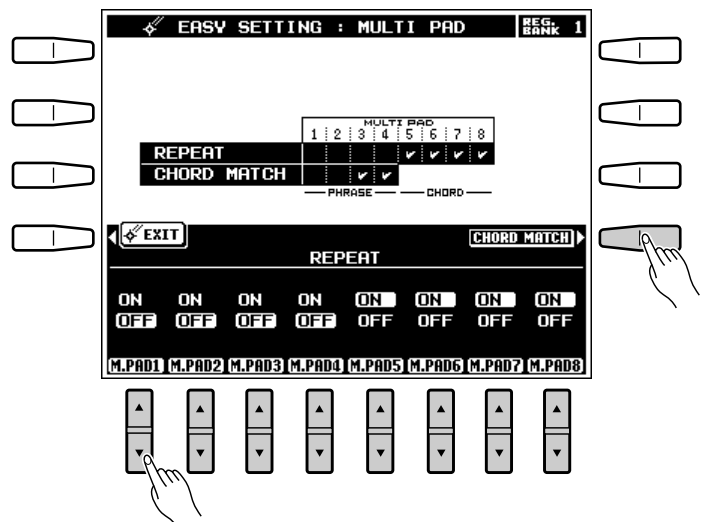 EASY SETTING : MULTI PAD REG. BANK 1
MULTI PAD
1 2 3 4 5 6 7 8
REPEAT
CHORD MATCH
PHRASE CHORD
EXIT CHORD MATCH
REPEAT
ON ON ON ON ON ON ON ON
OFF OFF OFF OFF OFF OFF OFF OFF
M.PAD1 M.PAD2 M.PAD3 M.PAD4 M.PAD5 M.PAD6 M.PAD7 M.PAD8